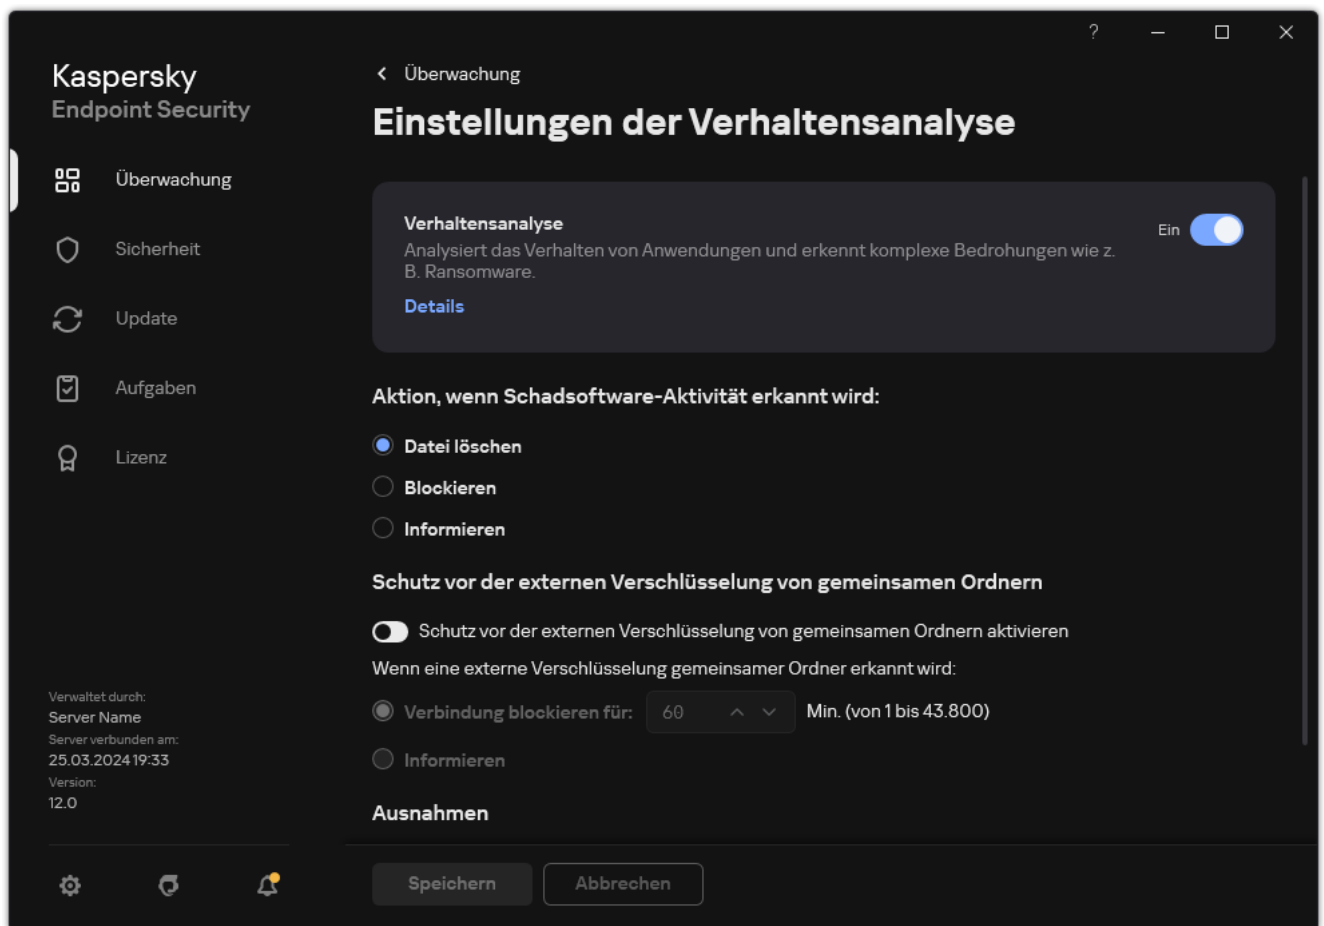 ?
Kaspersky
Endpoint Security
Überwachung
Sicherheit
Update
Aufgaben
Lizenz
Verwaltet durch:
Server Name
Server verbunden am:
25.03.2024 19:33
Version:
12.0
Überwachung
Einstellungen der Verhaltensanalyse
Verhaltensanalyse
Ein
Analysiert das Verhalten von Anwendungen und erkennt komplexe Bedrohungen wie z.
B. Ransomware.
Details
Aktion, wenn Schadsoftware-Aktivität erkannt wird:
Datei löschen
Blockieren
Informieren
Schutz vor der externen Verschlüsselung von gemeinsamen Ordnern
Schutz vor der externen Verschlüsselung von gemeinsamen Ordnern aktivieren
Wenn eine externe Verschlüsselung gemeinsamer Ordner erkannt wird:
Verbindung blockieren für: 60 Min. (von 1 bis 43.800)
Informieren
Ausnahmen
Speichern Abbrechen